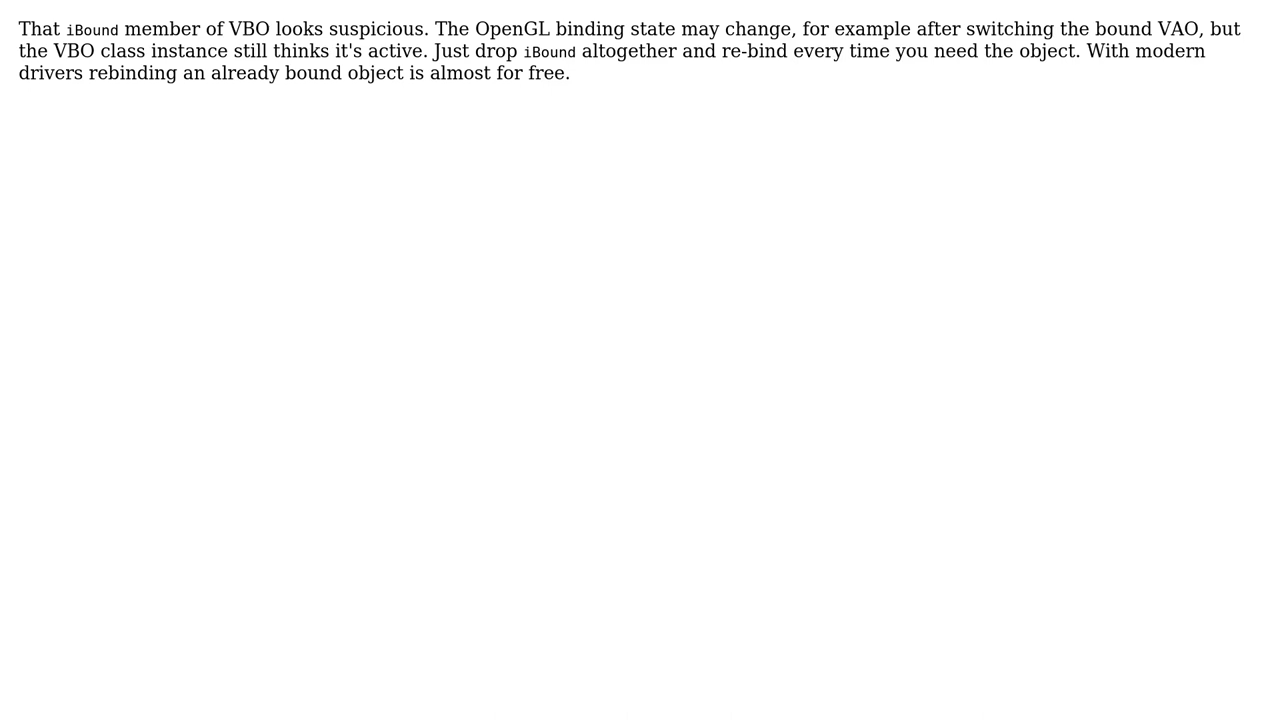 That iBound member of VBO looks suspicious. The OpenGL binding state may change, for example after switching the bound VAO, but
the VBO class instance still thinks it's active. Just drop iBound altogether and re-bind every time you need the object. With modern
drivers rebinding an already bound object is almost for free.